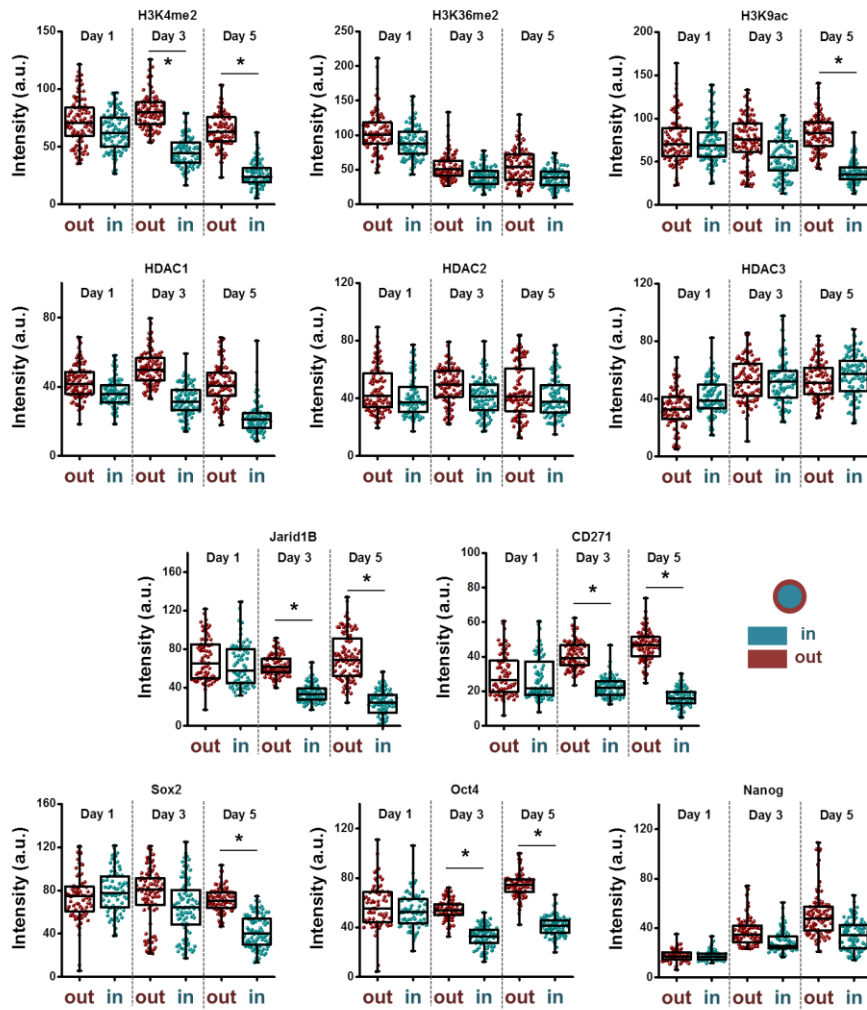 H3K4me2
Intensity (a.u.)
150
100
50
0
Day 1
Day 3
Day 5
*
*
out in out in out in
H3K36me2
Intensity (a.u.)
250
200
150
100
50
0
Day 1
Day 3
Day 5
out in out in out in
H3K9ac
Intensity (a.u.)
200
150
100
50
0
Day 1
Day 3
Day 5
*
out in out in out in
HDAC1
Intensity (a.u.)
80
40
0
Day 1
Day 3
Day 5
out in out in out in
HDAC2
Intensity (a.u.)
120
80
40
0
Day 1
Day 3
Day 5
out in out in out in
HDAC3
Intensity (a.u.)
120
80
40
0
Day 1
Day 3
Day 5
out in out in out in
Jarid1B
Intensity (a.u.)
160
120
80
40
0
Day 1
Day 3
Day 5
*
*
out in out in out in
CD271
Intensity (a.u.)
100
80
60
40
20
0
Day 1
Day 3
Day 5
*
*
out in out in out in
in
out
Sox2
Intensity (a.u.)
160
120
80
40
0
Day 1
Day 3
Day 5
*
out in out in out in
Oct4
Intensity (a.u.)
120
80
40
0
Day 1
Day 3
Day 5
*
*
out in out in out in
Nanog
Intensity (a.u.)
120
80
40
0
Day 1
Day 3
Day 5
out in out in out in